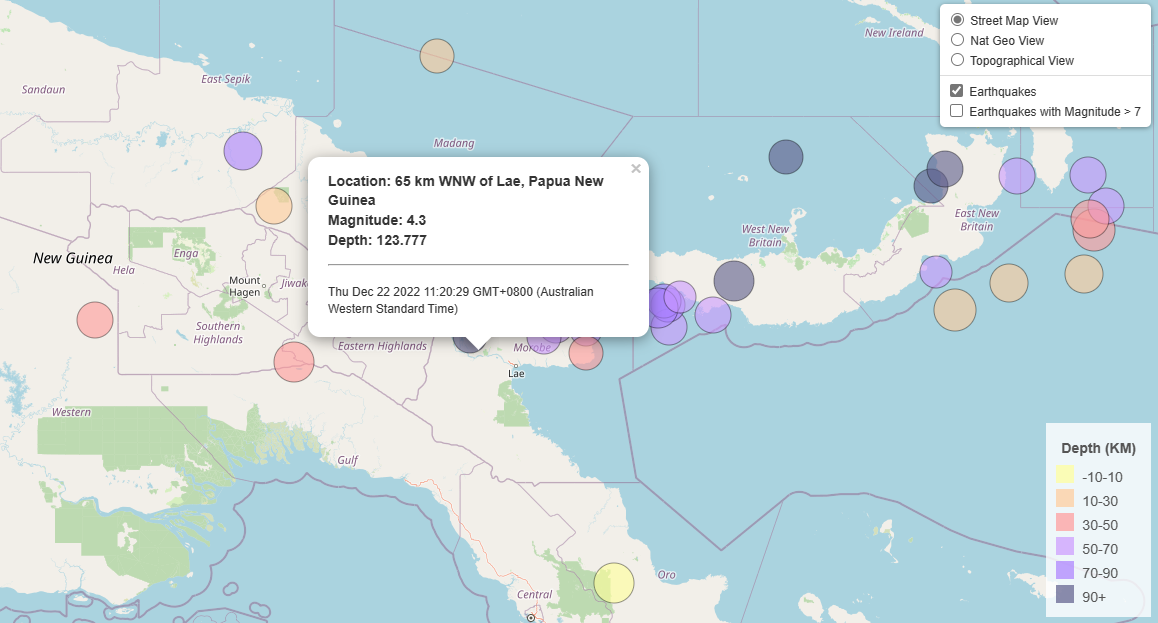 New Ireland
Street Map View
Nat Geo View
Topographical View
Earthquakes
Earthquakes with Magnitude > 7
Sandaun
East Sepik
Madang
×
Location: 65 km WNW of Lae, Papua New
Guinea
Magnitude: 4.3
Depth: 123.777
Thu Dec 22 2022 11:20:29 GMT+0800 (Australian
Western Standard Time)
East New
Britain
West New
Britain
New Guinea
Enga
Hela
Mount
Hagen
Jiwaka
Southern
Highlands
Eastern Highlands
Morobe
Lae
Western
Gulf
Oro
Central
Depth (KM)
-10-10
10-30
30-50
50-70
70-90
90+